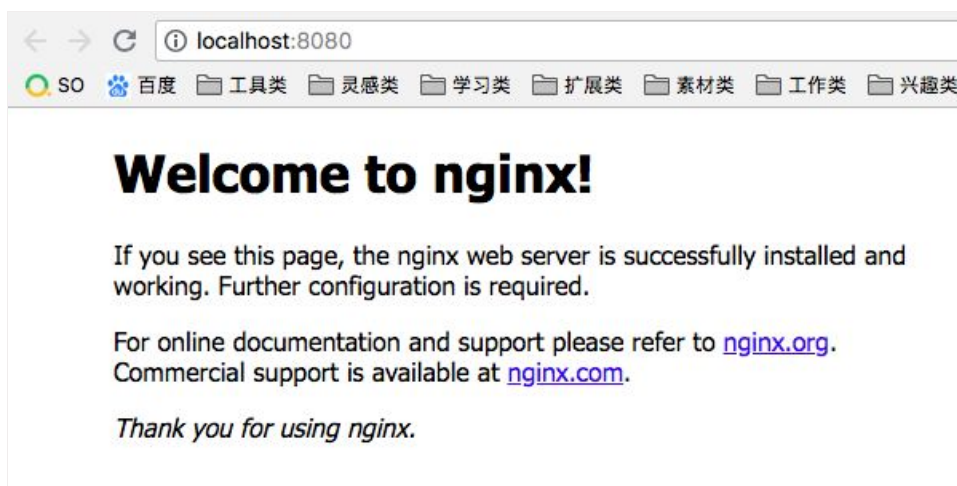 localhost:8080
SO 百度 工具类 灵感类 学习类 扩展类 素材类 工作类 兴趣类
Welcome to nginx!
If you see this page, the nginx web server is successfully installed and
working. Further configuration is required.
For online documentation and support please refer to nginx.org.
Commercial support is available at nginx.com.
Thank you for using nginx.